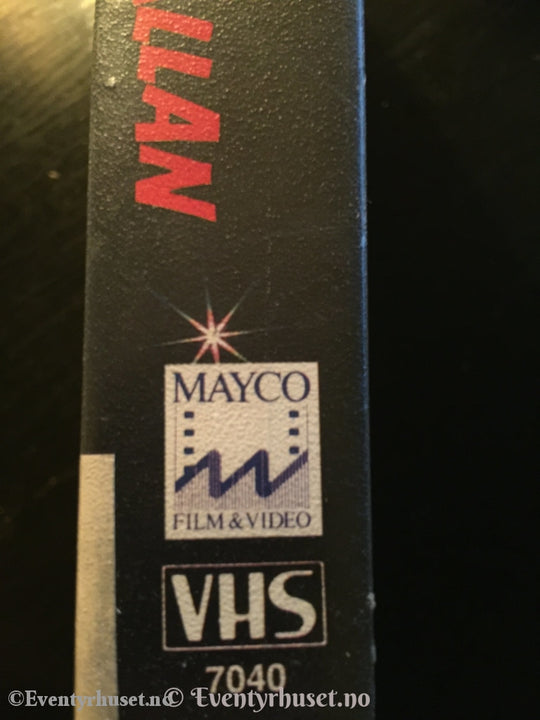 LLAN
MAYCO
FILM & VIDEO
VHS
7040
©Eventyrhuset.no
© Eventyrhuset.no